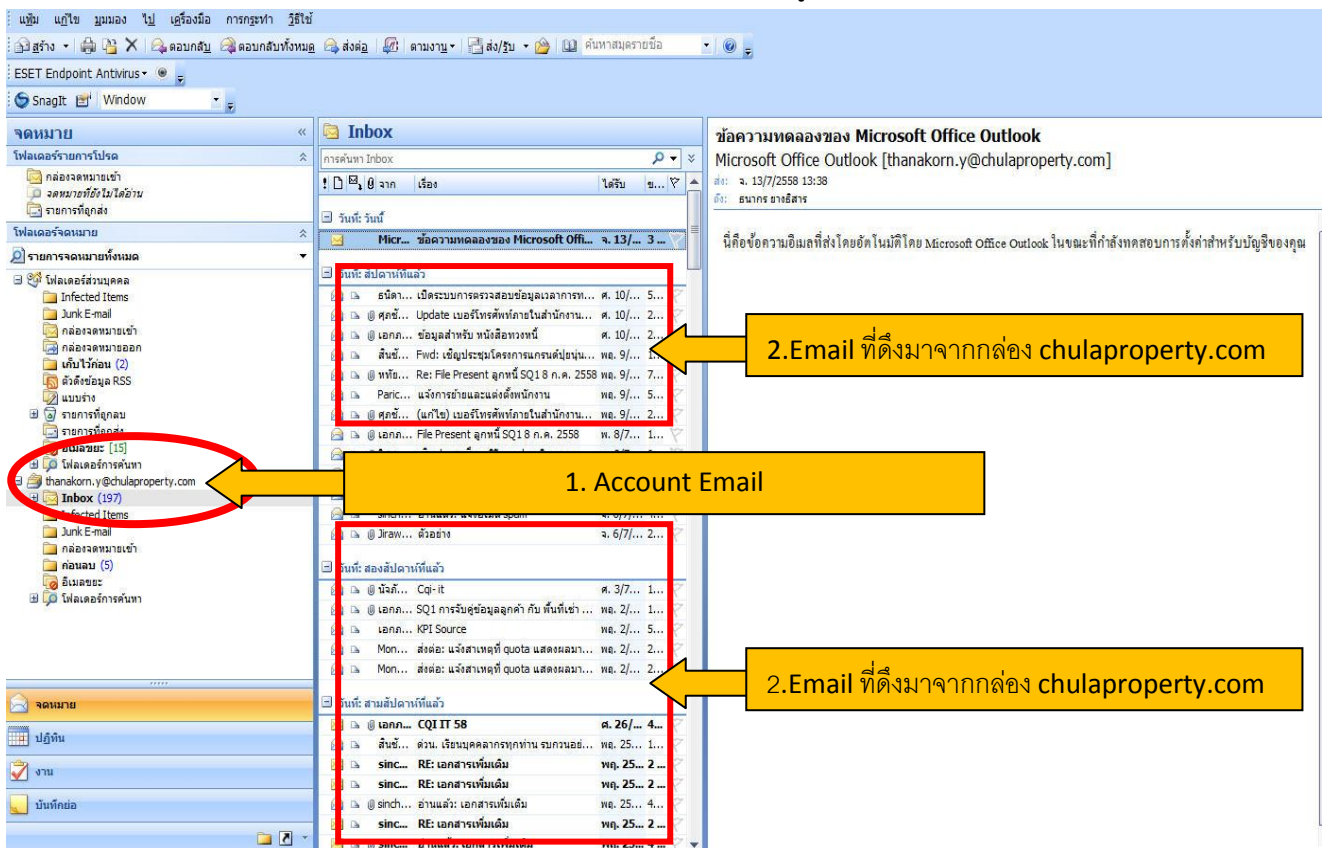 แฟ้ม แก้ไข มุมมอง ไป เครื่องมือ การกระทำ วิธีใช้
สร้าง ตอบกลับ ตอบกลับทั้งหมด ส่งต่อ ตามงาน ส่ง/รับ ค้นหาสมุดรายชื่อ
ESET Endpoint Antivirus
SnagIt Window
จดหมาย
โฟลเดอร์รายการโปรด
กล่องจดหมายเข้า
จดหมายที่ยังไม่ได้อ่าน
รายการที่ถูกส่ง
โฟลเดอร์จดหมาย
รายการจดหมายทั้งหมด
โฟลเดอร์ส่วนบุคคล
Infected Items
Junk E-mail
กล่องจดหมายเข้า
กล่องจดหมายออก
เก็บไว้ก่อน (2)
ตัวดึงข้อมูล RSS
แบบร่าง
รายการที่ถูกลบ
รายการที่ถูกส่ง
อีเมลขยะ [15]
โฟลเดอร์การค้นหา
thanakorn.y@chulaproperty.com
Inbox (197)
Infected Items
Junk E-mail
กล่องจดหมายเข้า
ก่อนลบ (5)
อีเมลขยะ
โฟลเดอร์การค้นหา
จดหมาย
ปฏิทิน
งาน
บันทึกย่อ
Inbox
การค้นหา Inbox
จาก เรื่อง ได้รับ ข...
วันที่: วันนี้
Micr... ข้อความทดลองของ Microsoft Offi... จ. 13/... 3 ...
วันที่: สัปดาห์ที่แล้ว
ธนิดา... เปิดระบบการตรวจสอบข้อมูลเวลาการท... ศ. 10/... 5...
ศุภชั... Update เบอร์โทรศัพท์ภายในสำนักงาน... ศ. 10/... 2...
เอกภ... ข้อมูลสำหรับ หนังสือทวงหนี้ ศ. 10/... 2...
สินช้... Fwd: เชิญประชุมโครงการแกรนด์ปุยนุ่น... พฤ. 9/... 1...
หทัย... Re: File Present ลูกหนี้ SQ1 8 ก.ค. 2558 พฤ. 9/... 7...
Paric... แจ้งการย้ายและแต่งตั้งพนักงาน พฤ. 9/... 5...
ศุภชั... (แก้ไข) เบอร์โทรศัพท์ภายในสำนักงาน... พฤ. 9/... 2...
เอกภ... File Present ลูกหนี้ SQ1 8 ก.ค. 2558 พ. 8/7... 1...
Jiraw... ตัวอย่าง จ. 6/7/... 2...
วันที่: สองสัปดาห์ที่แล้ว
นัจภั... Cqi- it ศ. 3/7... 1...
เอกภ... SQ1 การจับคู่ข้อมูลลูกค้า กับ พื้นที่เช่า ... พฤ. 2/... 1...
เอกภ... KPI Source พฤ. 2/... 5...
Mon... ส่งต่อ: แจ้งสาเหตุที่ quota แสดงผลมา... พฤ. 2/... 2...
Mon... ส่งต่อ: แจ้งสาเหตุที่ quota แสดงผลมา... พฤ. 2/... 2...
วันที่: สามสัปดาห์ที่แล้ว
เอกภ... CQI IT 58 ศ. 26/... 4...
สินช้... ด่วน. เรียนบุคคลากรทุกท่าน รบกวนอย่... พฤ. 25... 1...
sinc... RE: เอกสารเพิ่มเติม พฤ. 25... 2 ...
sinc... RE: เอกสารเพิ่มเติม พฤ. 25... 2 ...
sinch... อ่านแล้ว: เอกสารเพิ่มเติม พฤ. 25... 4...
sinc... RE: เอกสารเพิ่มเติม พฤ. 25... 2 ...
ข้อความทดลองของ Microsoft Office Outlook
Microsoft Office Outlook [thanakorn.y@chulaproperty.com]
ส่ง: จ. 13/7/2558 13:38
ถึง: ธนากร ยางธิสาร
นี่คือข้อความอีเมลที่ส่งโดยอัตโนมัติโดย Microsoft Office Outlook ในขณะที่กำลังทดสอบการตั้งค่าสำหรับบัญชีของคุณ
2.Email ที่ดึงมาจากกล่อง chulaproperty.com
1. Account Email
2.Email ที่ดึงมาจากกล่อง chulaproperty.com